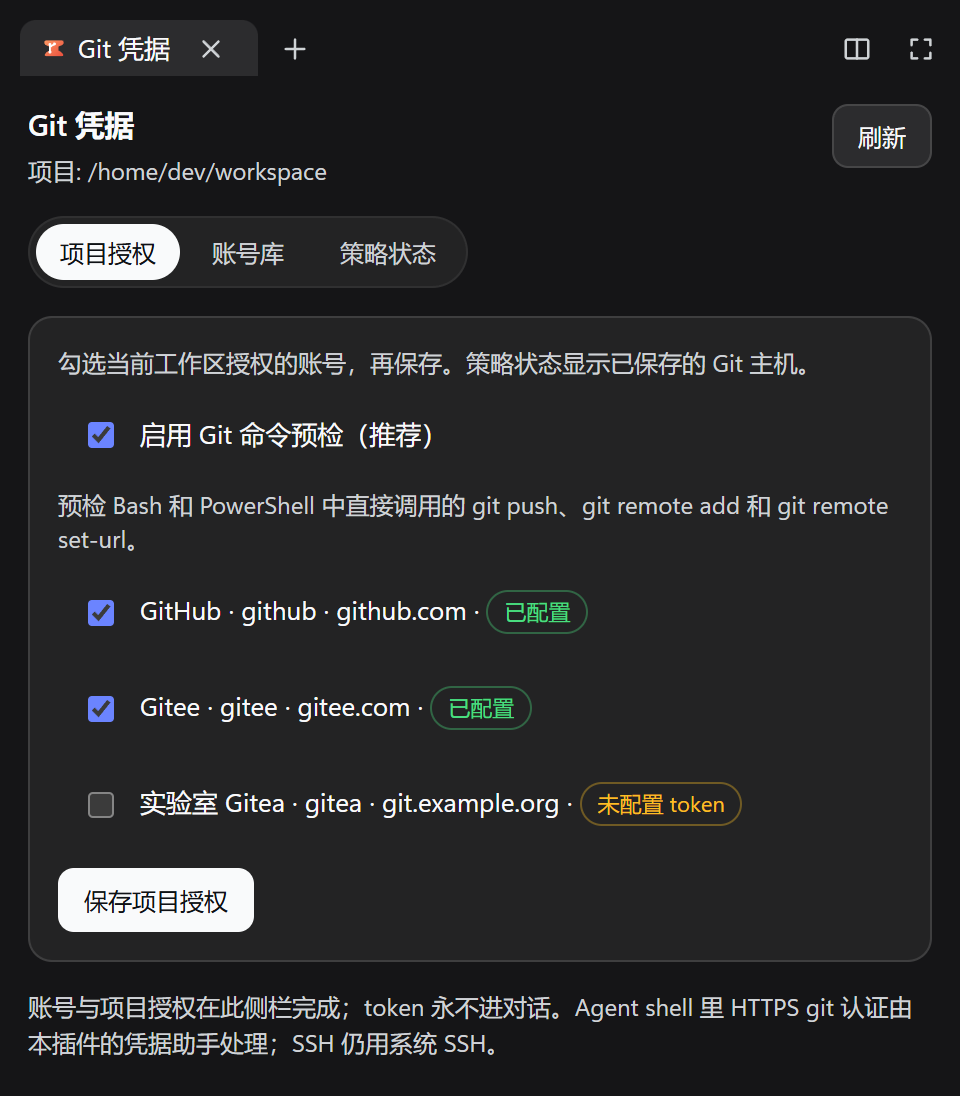 Git 凭据
Git 凭据
刷新
项目: /home/dev/workspace
项目授权 账号库 策略状态
勾选当前工作区授权的账号，再保存。策略状态显示已保存的 Git 主机。
启用 Git 命令预检（推荐）
预检 Bash 和 PowerShell 中直接调用的 git push、git remote add 和 git remote
set-url。
GitHub · github · github.com · 已配置
Gitee · gitee · gitee.com · 已配置
实验室 Gitea · gitea · git.example.org · 未配置 token
保存项目授权
账号与项目授权在此侧栏完成；token 永不进对话。Agent shell 里 HTTPS git 认证由
本插件的凭据助手处理；SSH 仍用系统 SSH。